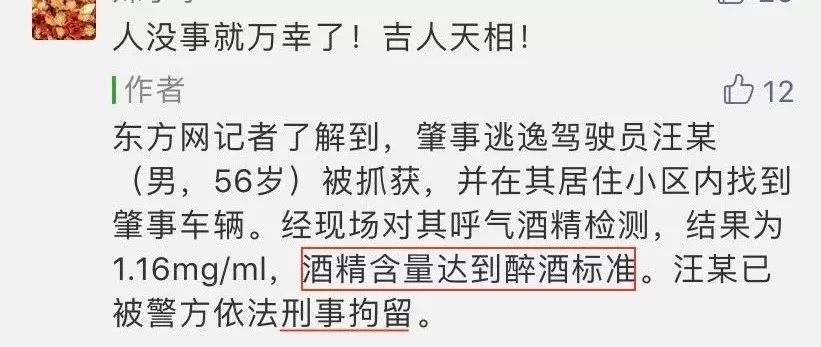 人没事就万幸了！吉人天相！
作者
12
东方网记者了解到，肇事逃逸驾驶员汪某
（男，56岁）被抓获，并在其居住小区内找到
肇事车辆。经现场对其呼气酒精检测，结果为
1.16mg/ml，酒精含量达到醉酒标准。汪某已
被警方依法刑事拘留。